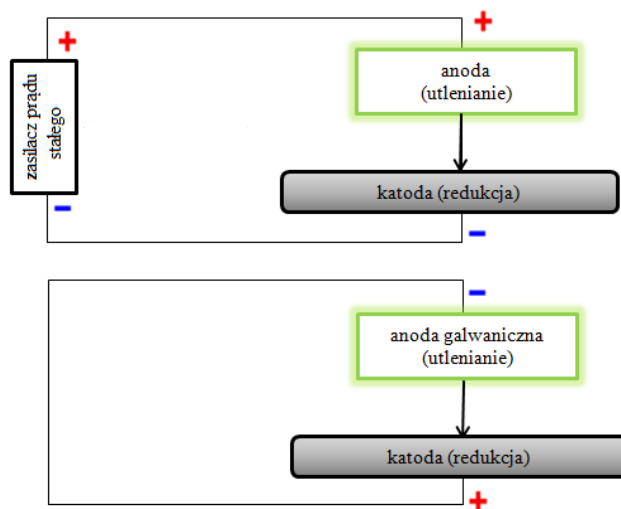 +
+
zasilacz prądu
stałego
anoda
(utlenianie)
katoda (redukcja)
–
–
–
anoda galwaniczna
(utlenianie)
katoda (redukcja)
+